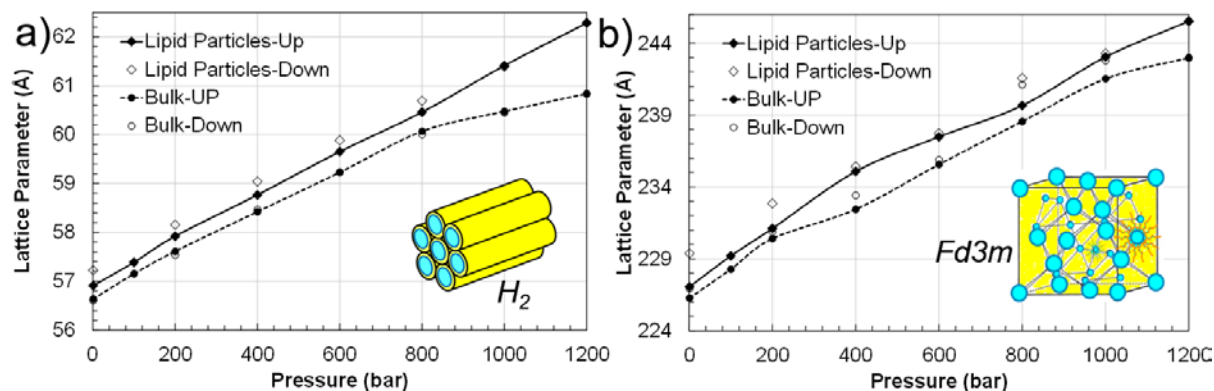 a)
Lattice Parameter (Å)
62
61
60
59
58
57
56
Lipid Particles-Up
Lipid Particles-Down
Bulk-UP
Bulk-Down
H2
0 200 400 600 800 1000 1200
Pressure (bar)
b)
Lattice Parameter (Å)
244
239
234
229
224
Lipid Particles-Up
Lipid Particles-Down
Bulk-UP
Bulk-Down
Fd3m
0 200 400 600 800 1000 120C
Pressure (bar)